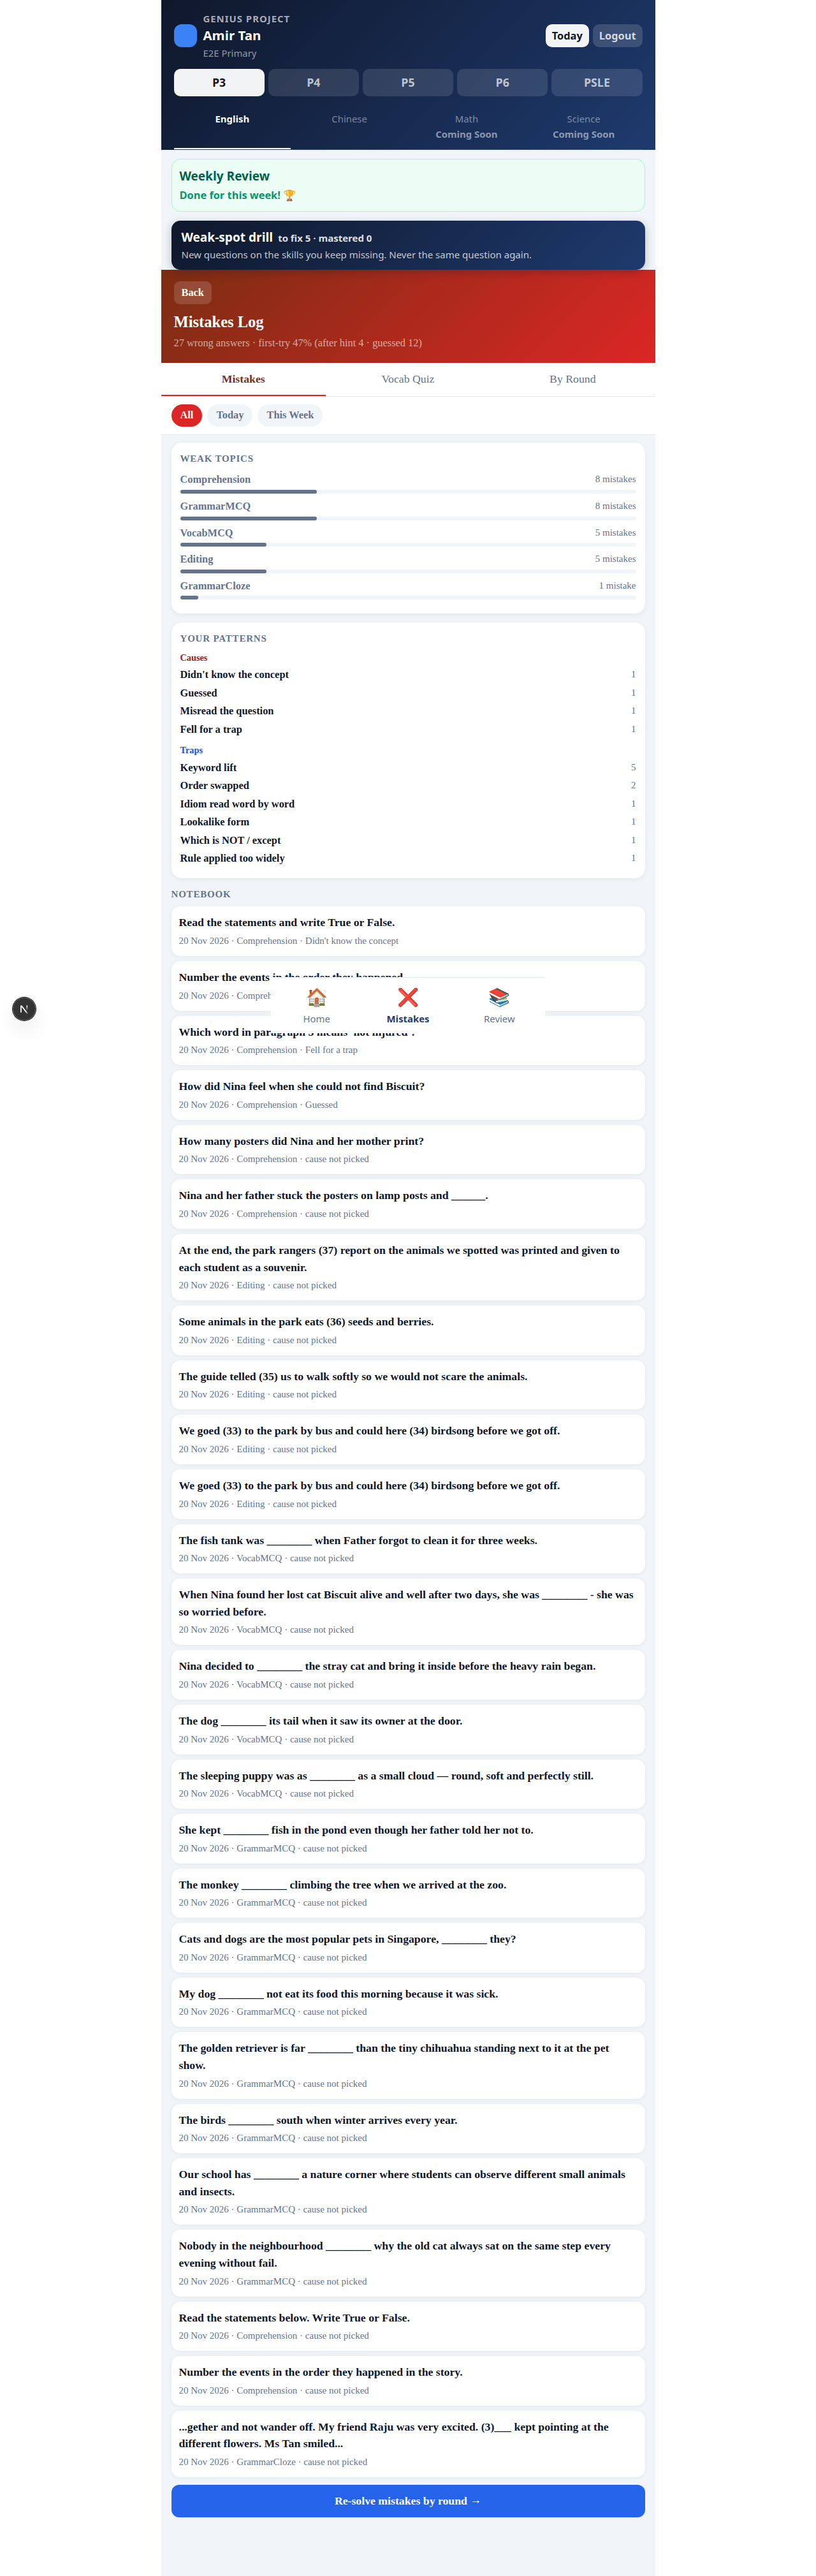 GENIUS PROJECT
Amir Tan
E2E Primary
Today
Logout
P3
P4
P5
P6
PSLE
English
Chinese
Math
Coming Soon
Science
Coming Soon
Weekly Review
Done for this week! 🏆
Weak-spot drill to fix 5 · mastered 0
New questions on the skills you keep missing. Never the same question again.
Back
Mistakes Log
27 wrong answers · first-try 47% (after hint 4 · guessed 12)
Mistakes
Vocab Quiz
By Round
All
Today
This Week
WEAK TOPICS
Comprehension 8 mistakes
GrammarMCQ 8 mistakes
VocabMCQ 5 mistakes
Editing 5 mistakes
GrammarCloze 1 mistake
YOUR PATTERNS
Causes
Didn't know the concept 1
Guessed 1
Misread the question 1
Fell for a trap 1
Traps
Keyword lift 5
Order swapped 2
Idiom read word by word 1
Lookalike form 1
Which is NOT / except 1
Rule applied too widely 1
NOTEBOOK
Read the statements and write True or False.
20 Nov 2026 · Comprehension · Didn't know the concept
Number the events
20 Nov 2026 ·
N
🏠
Home
❌
Mistakes
📚
Review
Which word in
20 Nov 2026 · Comprehension · Fell for a trap
How did Nina feel when she could not find Biscuit?
20 Nov 2026 · Comprehension · Guessed
How many posters did Nina and her mother print?
20 Nov 2026 · Comprehension · cause not picked
Nina and her father stuck the posters on lamp posts and ______.
20 Nov 2026 · Comprehension · cause not picked
At the end, the park rangers (37) report on the animals we spotted was printed and given to
each student as a souvenir.
20 Nov 2026 · Editing · cause not picked
Some animals in the park eats (36) seeds and berries.
20 Nov 2026 · Editing · cause not picked
The guide telled (35) us to walk softly so we would not scare the animals.
20 Nov 2026 · Editing · cause not picked
We goed (33) to the park by bus and could here (34) birdsong before we got off.
20 Nov 2026 · Editing · cause not picked
We goed (33) to the park by bus and could here (34) birdsong before we got off.
20 Nov 2026 · Editing · cause not picked
The fish tank was ________ when Father forgot to clean it for three weeks.
20 Nov 2026 · VocabMCQ · cause not picked
When Nina found her lost cat Biscuit alive and well after two days, she was ________ - she was
so worried before.
20 Nov 2026 · VocabMCQ · cause not picked
Nina decided to ________ the stray cat and bring it inside before the heavy rain began.
20 Nov 2026 · VocabMCQ · cause not picked
The dog ________ its tail when it saw its owner at the door.
20 Nov 2026 · VocabMCQ · cause not picked
The sleeping puppy was as ________ as a small cloud — round, soft and perfectly still.
20 Nov 2026 · VocabMCQ · cause not picked
She kept ________ fish in the pond even though her father told her not to.
20 Nov 2026 · GrammarMCQ · cause not picked
The monkey ________ climbing the tree when we arrived at the zoo.
20 Nov 2026 · GrammarMCQ · cause not picked
Cats and dogs are the most popular pets in Singapore, ________ they?
20 Nov 2026 · GrammarMCQ · cause not picked
My dog ________ not eat its food this morning because it was sick.
20 Nov 2026 · GrammarMCQ · cause not picked
The golden retriever is far ________ than the tiny chihuahua standing next to it at the pet
show.
20 Nov 2026 · GrammarMCQ · cause not picked
The birds ________ south when winter arrives every year.
20 Nov 2026 · GrammarMCQ · cause not picked
Our school has ________ a nature corner where students can observe different small animals
and insects.
20 Nov 2026 · GrammarMCQ · cause not picked
Nobody in the neighbourhood ________ why the old cat always sat on the same step every
evening without fail.
20 Nov 2026 · GrammarMCQ · cause not picked
Read the statements below. Write True or False.
20 Nov 2026 · Comprehension · cause not picked
Number the events in the order they happened in the story.
20 Nov 2026 · Comprehension · cause not picked
...gether and not wander off. My friend Raju was very excited. (3)___ kept pointing at the
different flowers. Ms Tan smiled...
20 Nov 2026 · GrammarCloze · cause not picked
Re-solve mistakes by round →